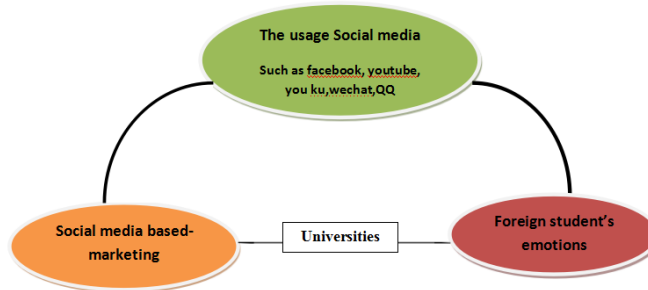 The usage Social media
Such as facebook, youtube,
you ku,wechat,QQ
Social media based-
marketing
Universities
Foreign student's
emotions